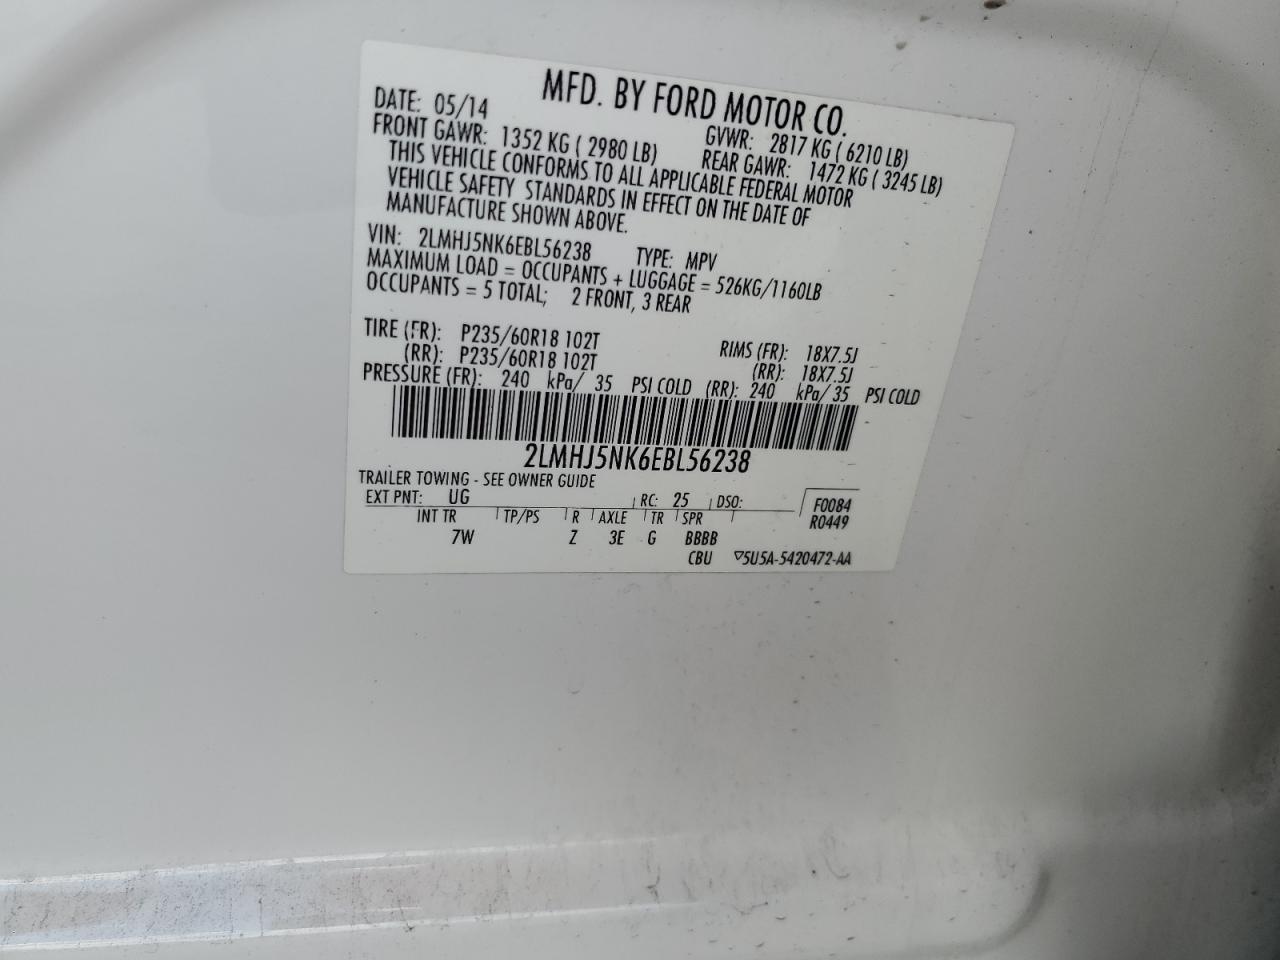 MFD. BY FORD MOTOR CO.
DATE: 05/14 GVWR: 2817 KG ( 6210 LB)
FRONT GAWR: 1352 KG ( 2980 LB) REAR GAWR: 1472 KG ( 3245 LB)
THIS VEHICLE CONFORMS TO ALL APPLICABLE FEDERAL MOTOR
VEHICLE SAFETY STANDARDS IN EFFECT ON THE DATE OF
MANUFACTURE SHOWN ABOVE.
VIN: 2LMHJ5NK6EBL56238 TYPE: MPV
MAXIMUM LOAD = OCCUPANTS + LUGGAGE = 526KG/1160LB
OCCUPANTS = 5 TOTAL; 2 FRONT, 3 REAR
TIRE (FR): P235/60R18 102T RIMS (FR): 18X7.5J
(RR): P235/60R18 102T (RR): 18X7.5J
PRESSURE (FR): 240 kPa/ 35 PSI COLD (RR): 240 kPa/ 35 PSI COLD
2LMHJ5NK6EBL56238
TRAILER TOWING - SEE OWNER GUIDE
EXT PNT: UG RC: 25 DSO: F0084
INT TR TP/PS R AXLE TR SPR R0449
7W Z 3E G BBBB
CBU ▽5U5A-5420472-AA